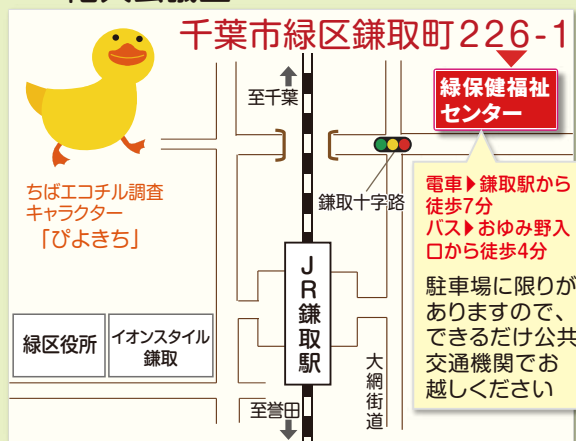 千葉市緑区鎌取町226-1
至千葉
緑保健福祉
センター
鎌取十字路
ちばエコチル調査
キャラクター
「ぴよきち」
電車▶鎌取駅から
徒歩7分
バス▶おゆみ野入
口から徒歩4分
駐車場に限りが
ありますので、
できるだけ公共
交通機関でお
越しください
JR鎌取駅
緑区役所
イオンスタイル
鎌取
大網街道
至誉田